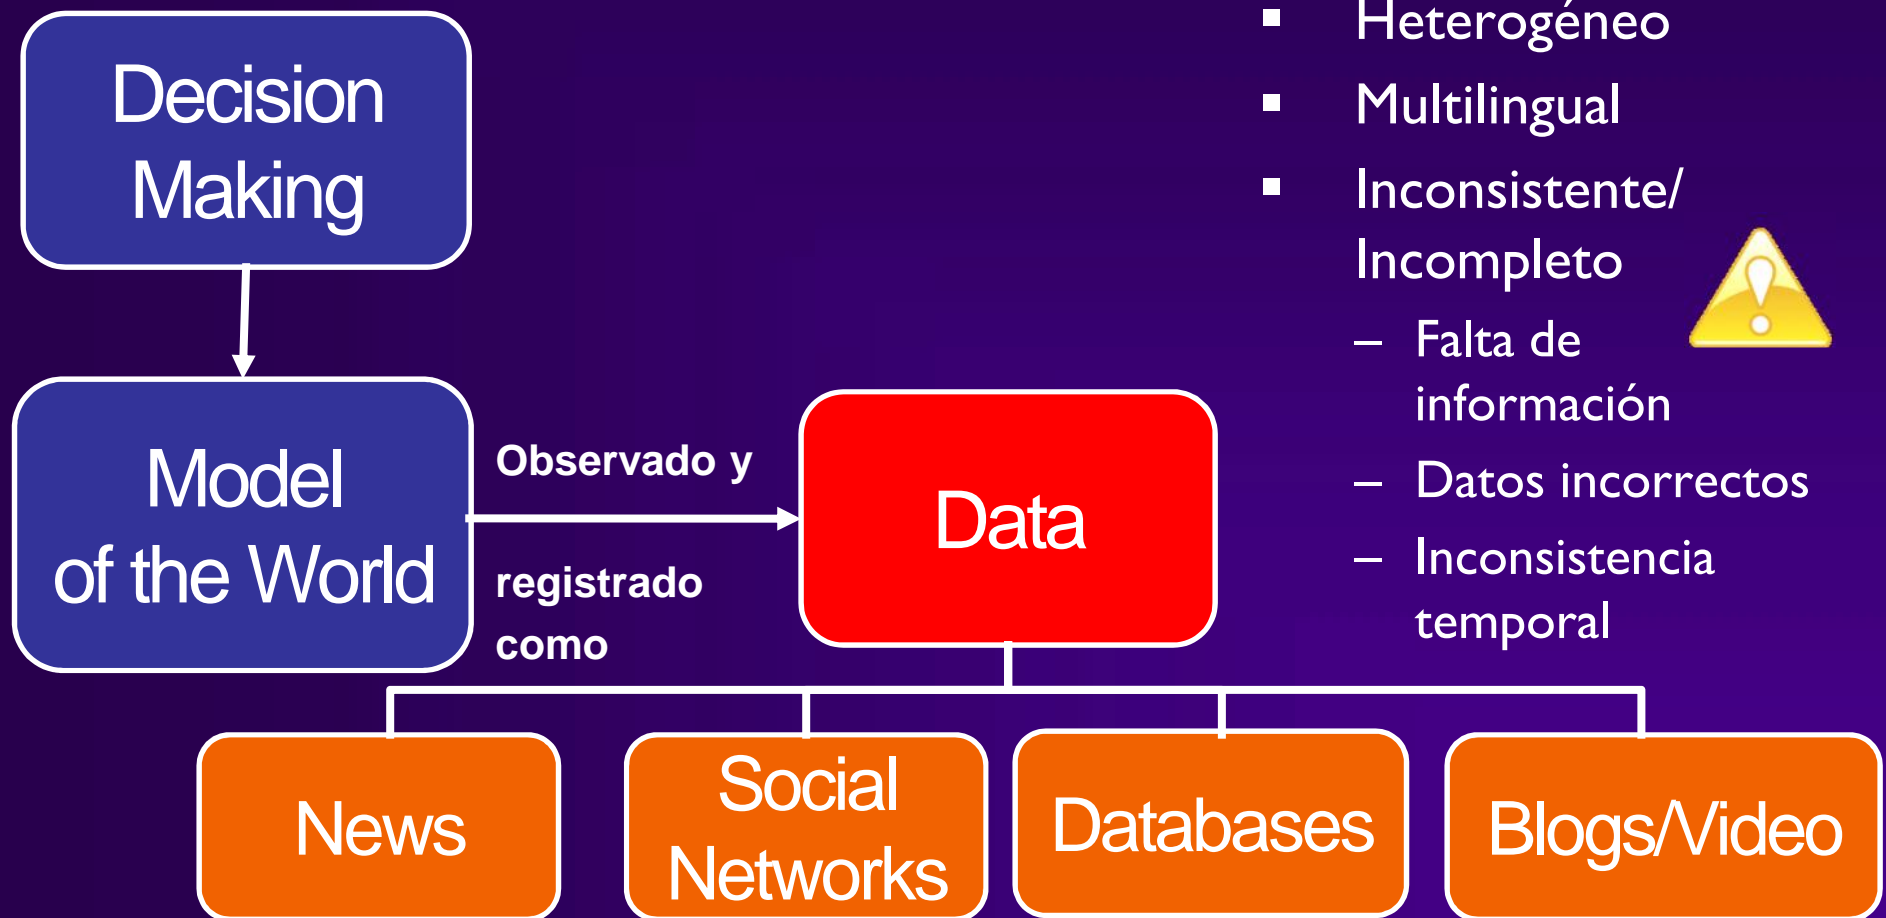 Decision
Making
Model
of the World
Observado y
registrado
como
Data
▪ Heterogéneo
▪ Multilingual
▪ Inconsistente/
Incompleto
– Falta de
información
– Datos incorrectos
– Inconsistencia
temporal
News
Social
Networks
Databases
Blogs/Video